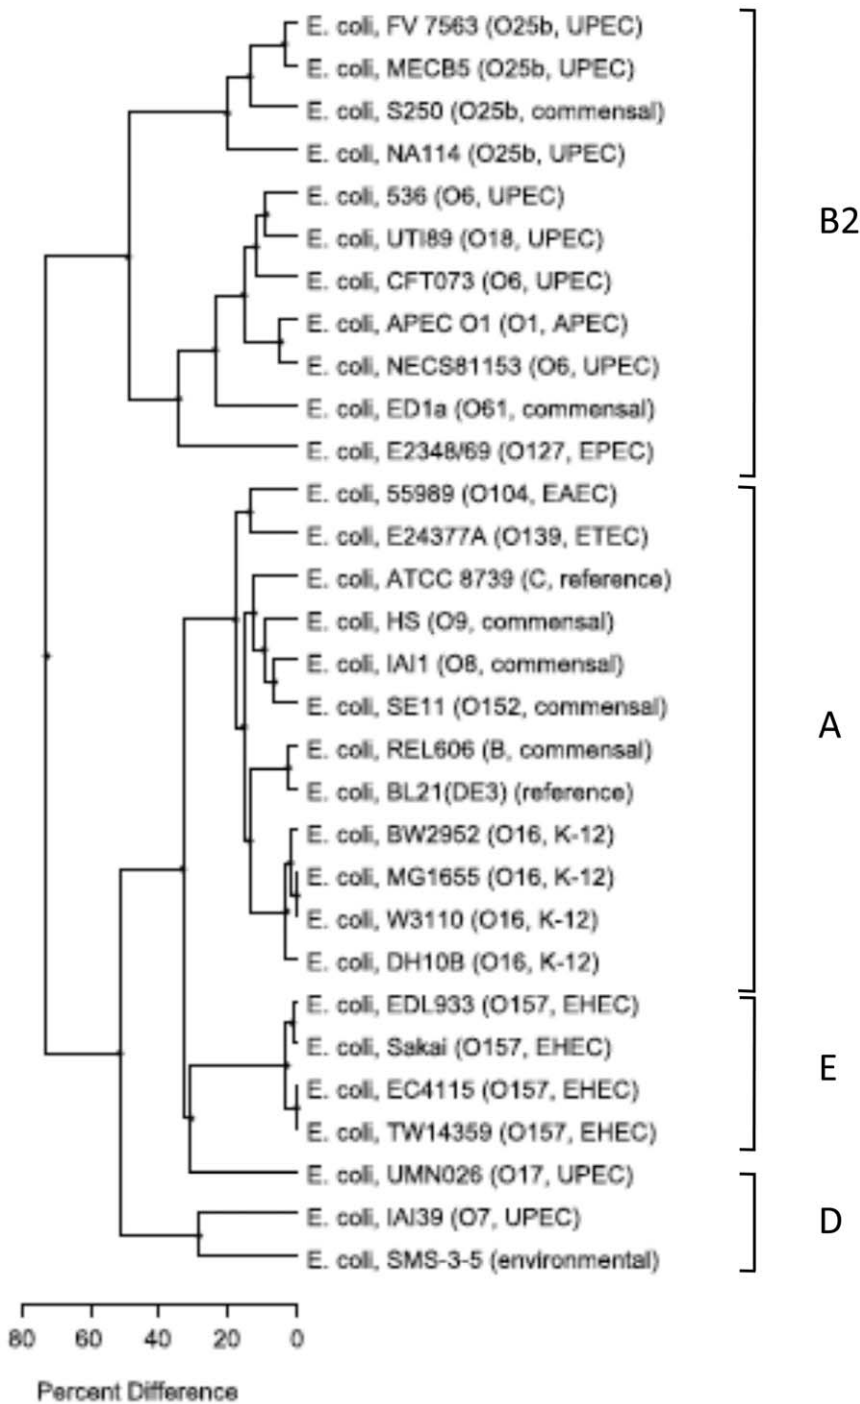 E. coli, FV 7563 (O25b, UPEC)
E. coli, MECB5 (O25b, UPEC)
E. coli, S250 (O25b, commensal)
E. coli, NA114 (O25b, UPEC)
E. coli, 536 (O6, UPEC)
B2
E. coli, UTI89 (O18, UPEC)
E. coli, CFT073 (O6, UPEC)
E. coli, APEC O1 (O1, APEC)
E. coli, NECS81153 (O6, UPEC)
E. coli, ED1a (O61, commensal)
E. coli, E2348/69 (O127, EPEC)
E. coli, 55989 (O104, EAEC)
E. coli, E24377A (O139, ETEC)
E. coli, ATCC 8739 (C, reference)
E. coli, HS (O9, commensal)
E. coli, IAI1 (O8, commensal)
E. coli, SE11 (O152, commensal)
A
E. coli, REL606 (B, commensal)
E. coli, BL21(DE3) (reference)
E. coli, BW2952 (O16, K-12)
E. coli, MG1655 (O16, K-12)
E. coli, W3110 (O16, K-12)
E. coli, DH10B (O16, K-12)
E. coli, EDL933 (O157, EHEC)
E. coli, Sakai (O157, EHEC)
E
E. coli, EC4115 (O157, EHEC)
E. coli, TW14359 (O157, EHEC)
E. coli, UMN026 (O17, UPEC)
E. coli, IAI39 (O7, UPEC)
D
E. coli, SMS-3-5 (environmental)
80 60 40 20 0
Percent Difference